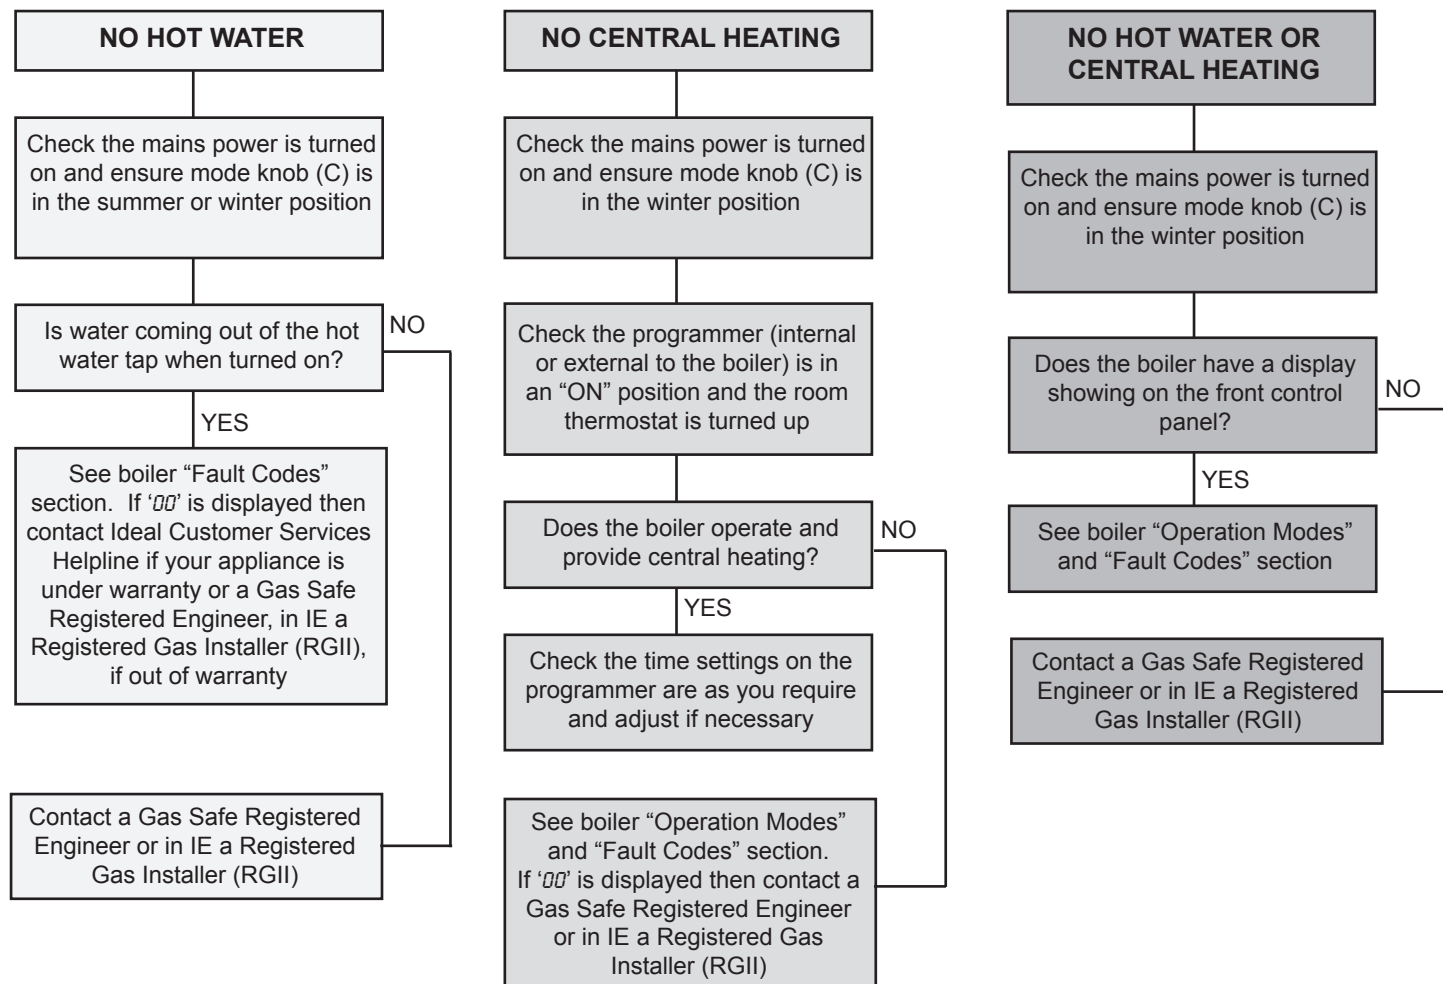 NO HOT WATER
Check the mains power is turned
on and ensure mode knob (C) is
in the summer or winter position
Is water coming out of the hot
water tap when turned on?
NO
YES
See boiler “Fault Codes”
section.  If ‘00’ is displayed then
contact Ideal Customer Services
Helpline if your appliance is
under warranty or a Gas Safe
Registered Engineer, in IE a
Registered Gas Installer (RGII),
if out of warranty
Contact a Gas Safe Registered
Engineer or in IE a Registered
Gas Installer (RGII)
NO CENTRAL HEATING
Check the mains power is turned
on and ensure mode knob (C) is
in the winter position
Check the programmer (internal
or external to the boiler) is in
an “ON” position and the room
thermostat is turned up
Does the boiler operate and
provide central heating?
NO
YES
Check the time settings on the
programmer are as you require
and adjust if necessary
See boiler “Operation Modes”
and “Fault Codes” section.
If ‘00’ is displayed then contact a
Gas Safe Registered Engineer
or in IE a Registered Gas
Installer (RGII)
NO HOT WATER OR
CENTRAL HEATING
Check the mains power is turned
on and ensure mode knob (C) is
in the winter position
Does the boiler have a display
showing on the front control
panel?
NO
YES
See boiler “Operation Modes”
and “Fault Codes” section
Contact a Gas Safe Registered
Engineer or in IE a Registered
Gas Installer (RGII)